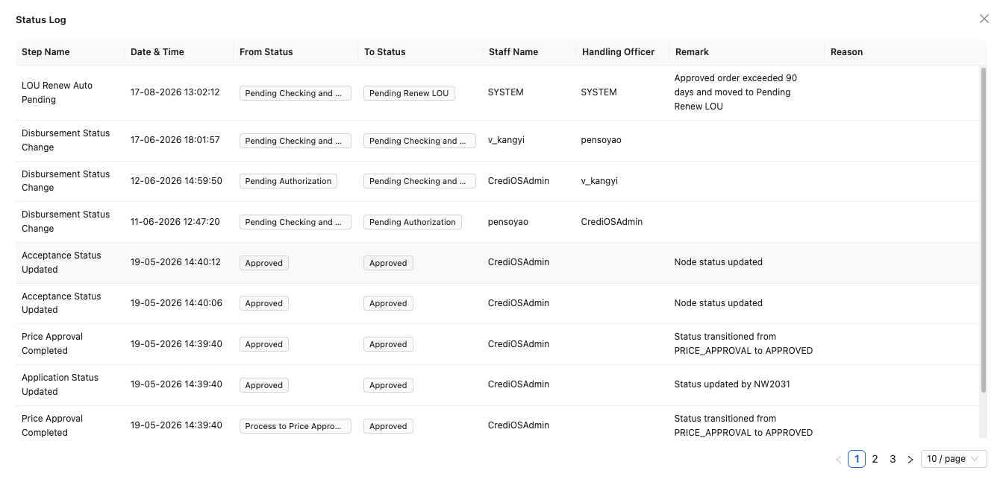 Status Log
Step Name Date & Time From Status To Status Staff Name Handling Officer Remark Reason
LOU Renew Auto Pending 17-08-2026 13:02:12 Pending Checking and ... Pending Renew LOU SYSTEM SYSTEM Approved order exceeded 90 days and moved to Pending Renew LOU
Disbursement Status Change 17-06-2026 18:01:57 Pending Checking and ... Pending Checking and ... v_kangyi pensoyao
Disbursement Status Change 12-06-2026 14:59:50 Pending Authorization Pending Checking and ... CrediOSAdmin v_kangyi
Disbursement Status Change 11-06-2026 12:47:20 Pending Checking and ... Pending Authorization pensoyao CrediOSAdmin
Acceptance Status Updated 19-05-2026 14:40:12 Approved Approved CrediOSAdmin Node status updated
Acceptance Status Updated 19-05-2026 14:40:06 Approved Approved CrediOSAdmin Node status updated
Price Approval Completed 19-05-2026 14:39:40 Approved Approved CrediOSAdmin Status transitioned from PRICE_APPROVAL to APPROVED
Application Status Updated 19-05-2026 14:39:40 Approved Approved CrediOSAdmin Status updated by NW2031
Price Approval Completed 19-05-2026 14:39:40 Process to Price Appro... Approved CrediOSAdmin Status transitioned from PRICE_APPROVAL to APPROVED
1 2 3 10 / page